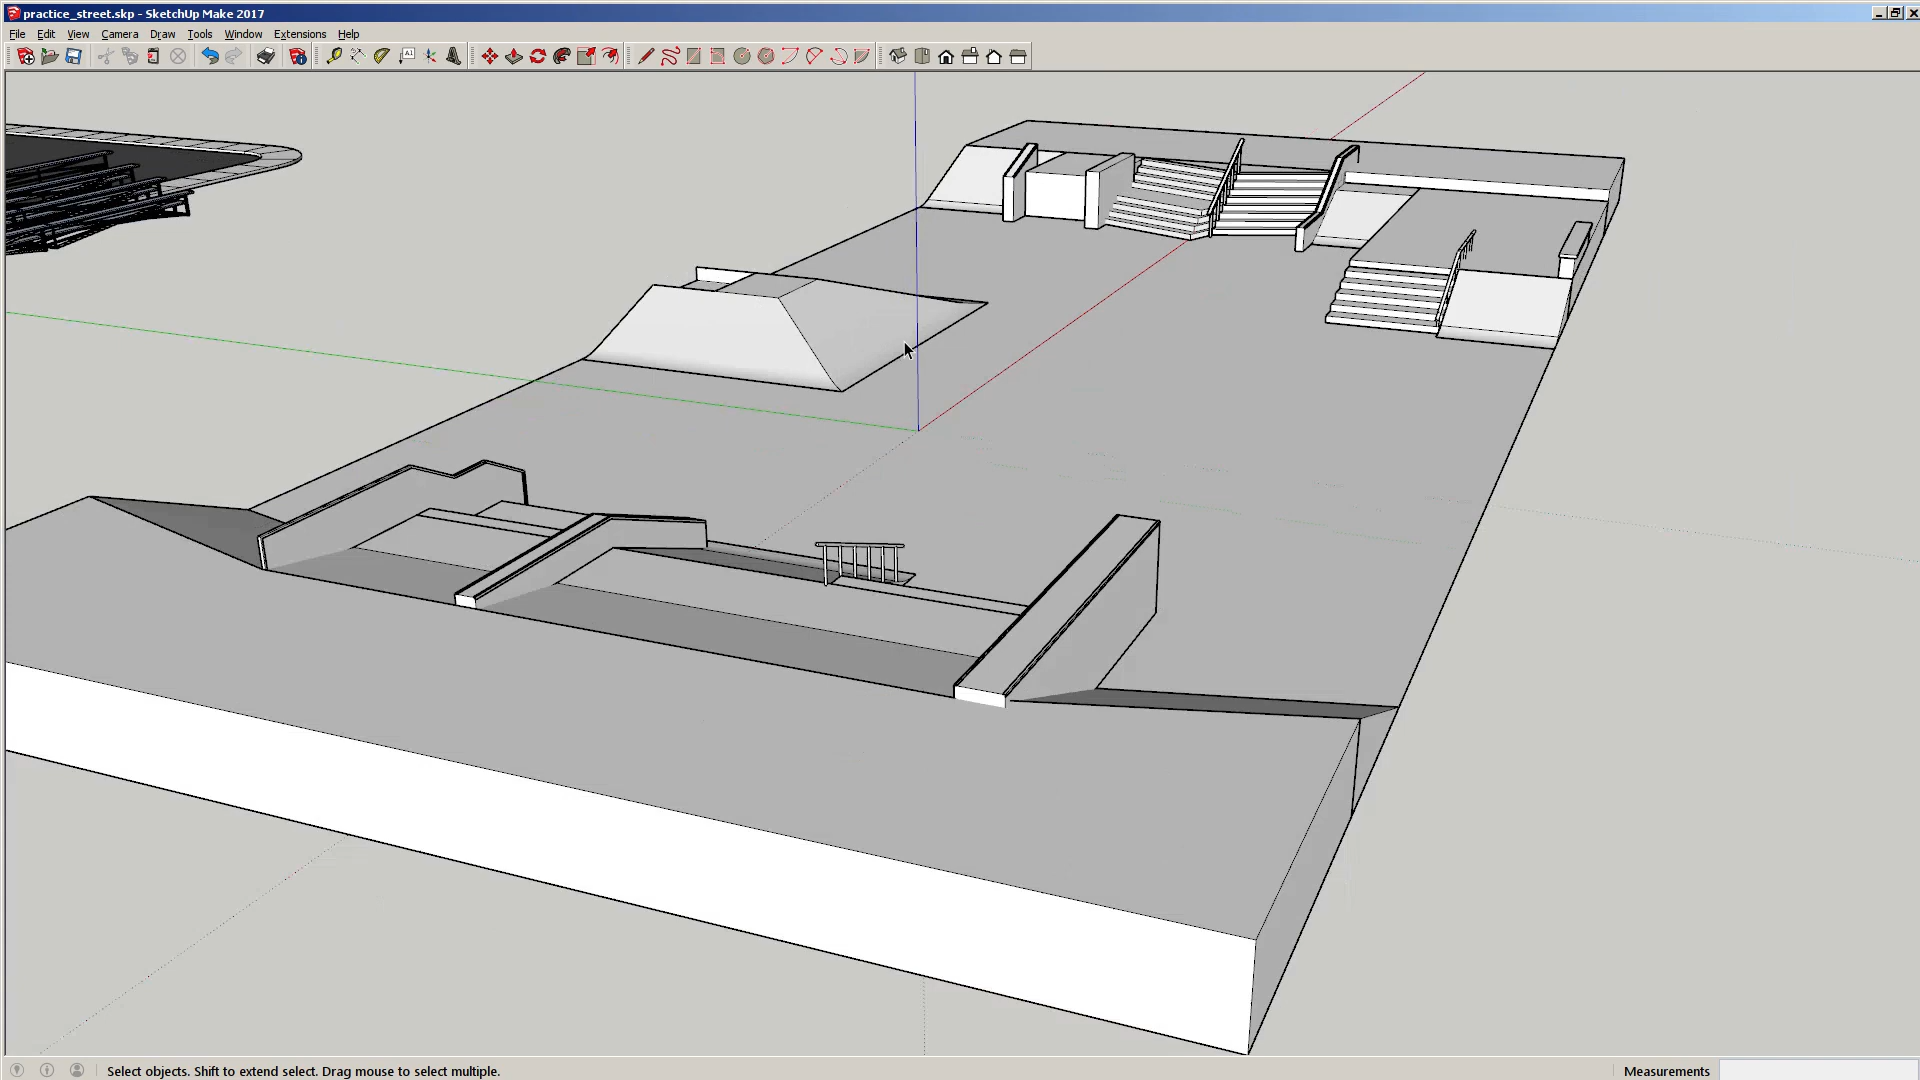 practice_street.skp - SketchUp Make 2017
File Edit View Camera Draw Tools Window Extensions Help
A1
Select objects. Shift to extend select. Drag mouse to select multiple.
Measurements